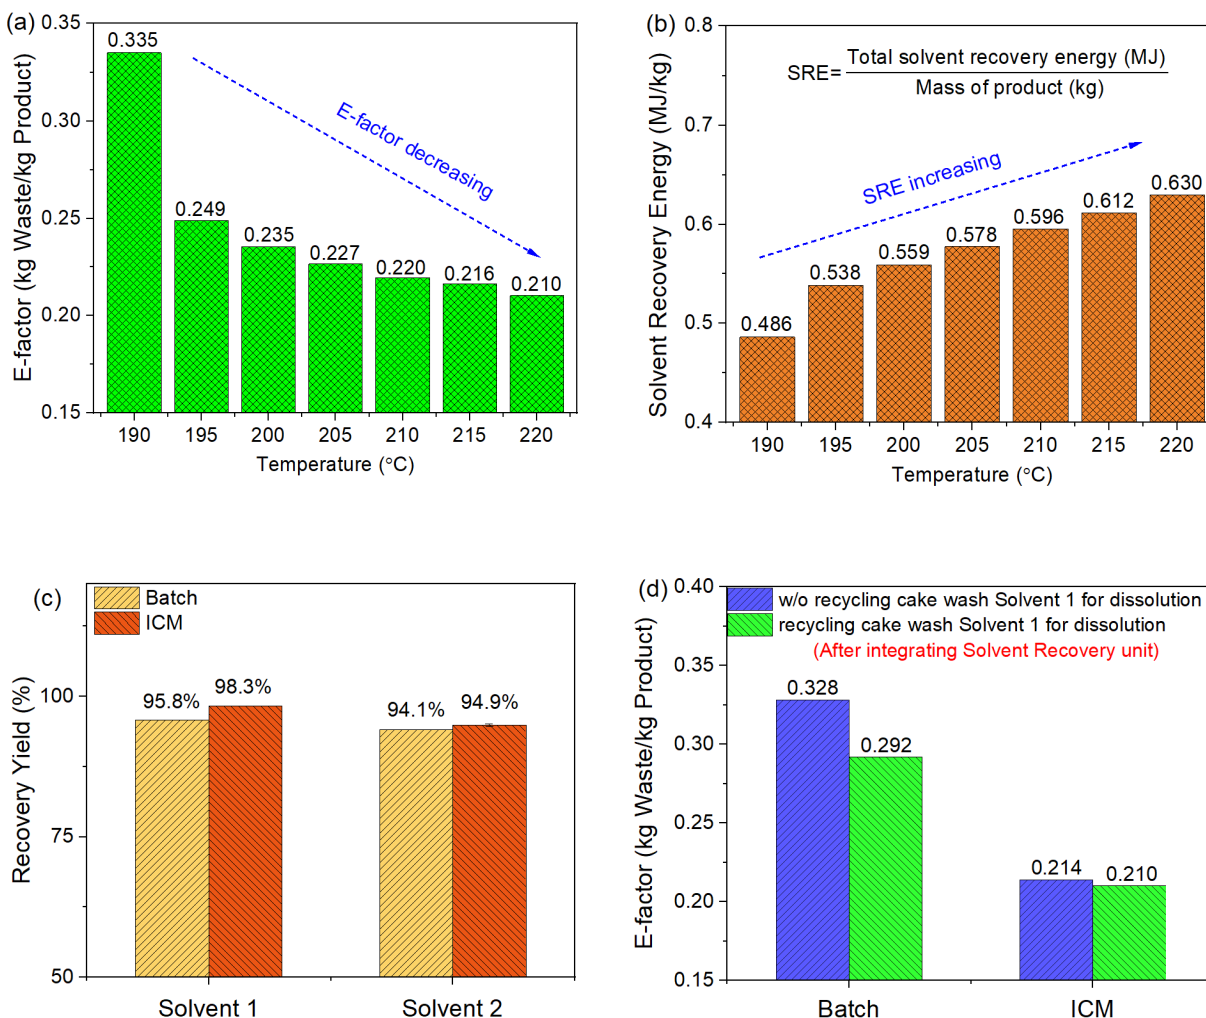 (a)
E-factor (kg Waste/kg Product)
0.35
0.30
0.25
0.20
0.15
0.335
0.249
0.235
0.227
0.220
0.216
0.210
E-factor decreasing
190 195 200 205 210 215 220
Temperature (°C)
(b)
Solvent Recovery Energy (MJ/kg)
0.8
0.7
0.6
0.5
0.4
SRE= Total solvent recovery energy (MJ)
Mass of product (kg)
SRE increasing
0.486
0.538
0.559
0.578
0.596
0.612
0.630
190 195 200 205 210 215 220
Temperature (°C)
(c)
Batch
ICM
Recovery Yield (%)
100
75
50
95.8%
98.3%
94.1%
94.9%
Solvent 1 Solvent 2
(d)
E-factor (kg Waste/kg Product)
0.40
0.35
0.30
0.25
0.20
0.15
w/o recycling cake wash Solvent 1 for dissolution
recycling cake wash Solvent 1 for dissolution
(After integrating Solvent Recovery unit)
0.328
0.292
0.214
0.210
Batch ICM